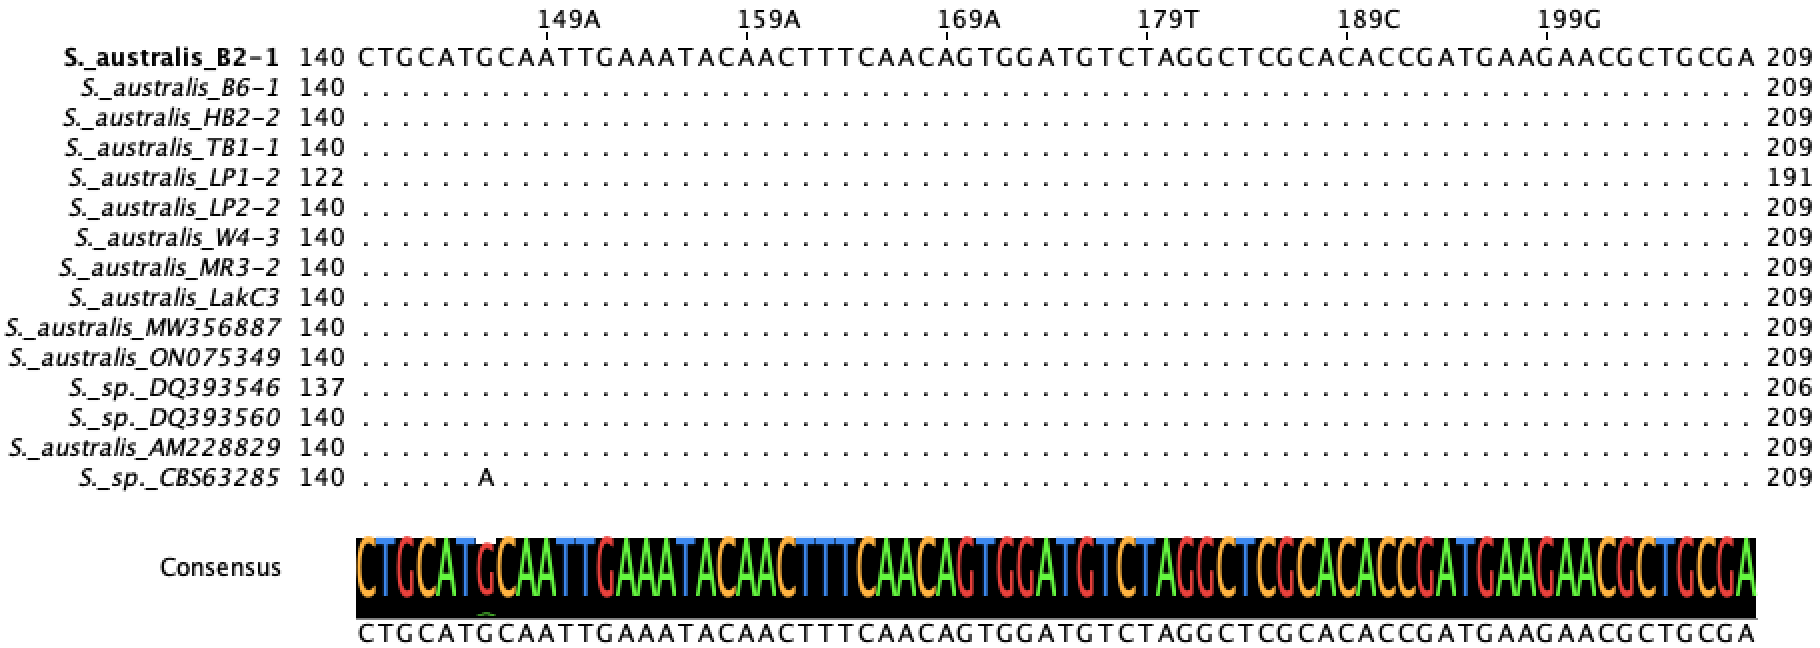 149A 159A 169A 179T 189C 199G
S._australis_B2-1 140 CTGCATGCAATTGAAATACAACTTTCAACAGTGGATGTCTAGGCTCGCACACCGATGAAGAACGCTGCGA 209
S._australis_B6-1 140 ...................................................................... 209
S._australis_HB2-2 140 ...................................................................... 209
S._australis_TB1-1 140 ...................................................................... 209
S._australis_LP1-2 122 ...................................................................... 191
S._australis_LP2-2 140 ...................................................................... 209
S._australis_W4-3 140 ...................................................................... 209
S._australis_MR3-2 140 ...................................................................... 209
S._australis_LakC3 140 ...................................................................... 209
S._australis_MW356887 140 ...................................................................... 209
S._australis_ON075349 140 ...................................................................... 209
S._sp._DQ393546 137 ...................................................................... 206
S._sp._DQ393560 140 ...................................................................... 209
S._australis_AM228829 140 ...................................................................... 209
S._sp._CBS63285 140 ......A............................................................... 209
Consensus CTGCATGCAATTGAAATACAACTTTCAACAGTGGATGTCTAGGCTCGCACACCGATGAAGAACGCTGCGA
CTGCATGCAATTGAAATACAACTTTCAACAGTGGATGTCTAGGCTCGCACACCGATGAAGAACGCTGCGA